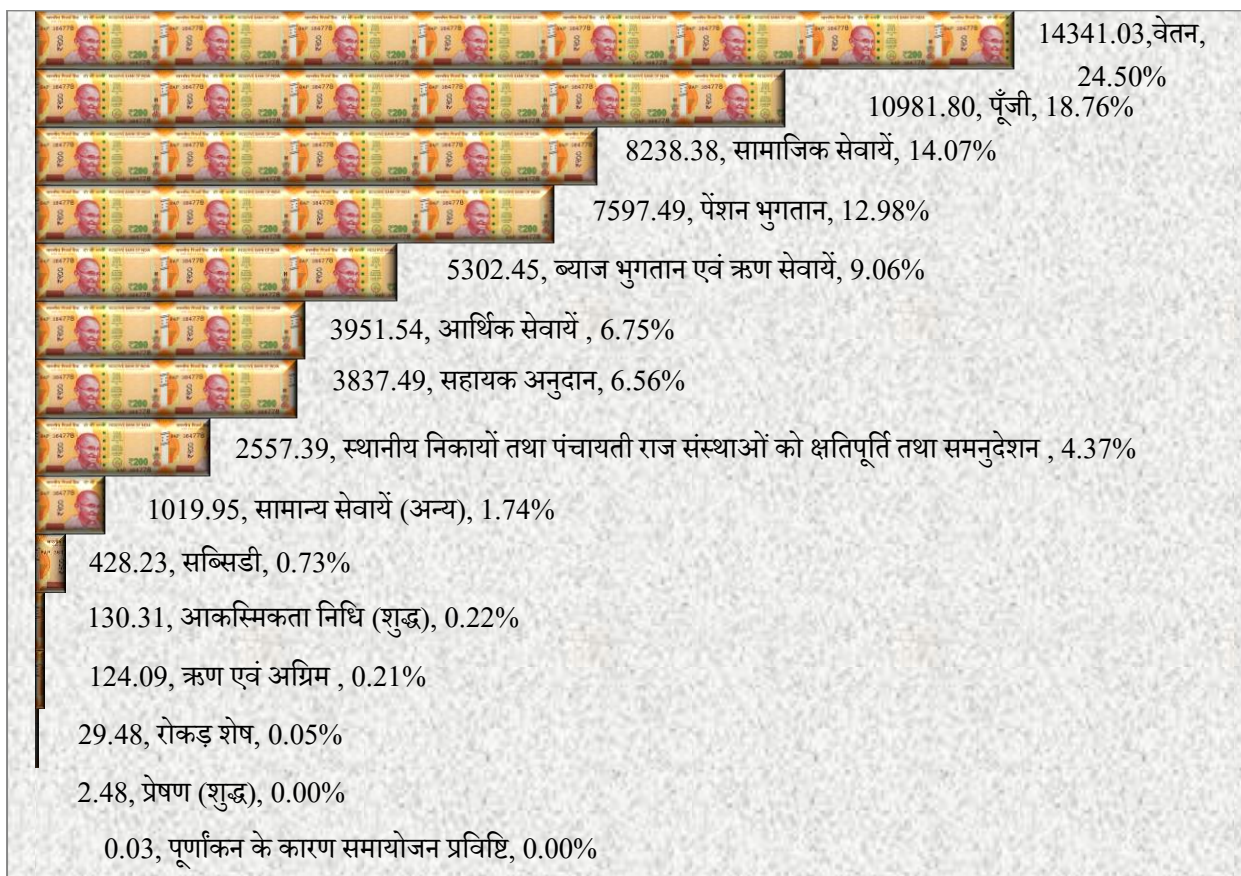 14341.03,वेतन,
24.50%
10981.80, पूँजी, 18.76%
8238.38, सामाजिक सेवायें, 14.07%
7597.49, पेंशन भुगतान, 12.98%
5302.45, ब्याज भुगतान एवं ऋण सेवायें, 9.06%
3951.54, आर्थिक सेवायें , 6.75%
3837.49, सहायक अनुदान, 6.56%
2557.39, स्थानीय निकायों तथा पंचायती राज संस्थाओं को क्षतिपूर्ति तथा समनुदेशन , 4.37%
1019.95, सामान्य सेवायें (अन्य), 1.74%
428.23, सब्सिडी, 0.73%
130.31, आकस्मिकता निधि (शुद्ध), 0.22%
124.09, ऋण एवं अग्रिम , 0.21%
29.48, रोकड़ शेष, 0.05%
2.48, प्रेषण (शुद्ध), 0.00%
0.03, पूर्णांकन के कारण समायोजन प्रविष्टि, 0.00%